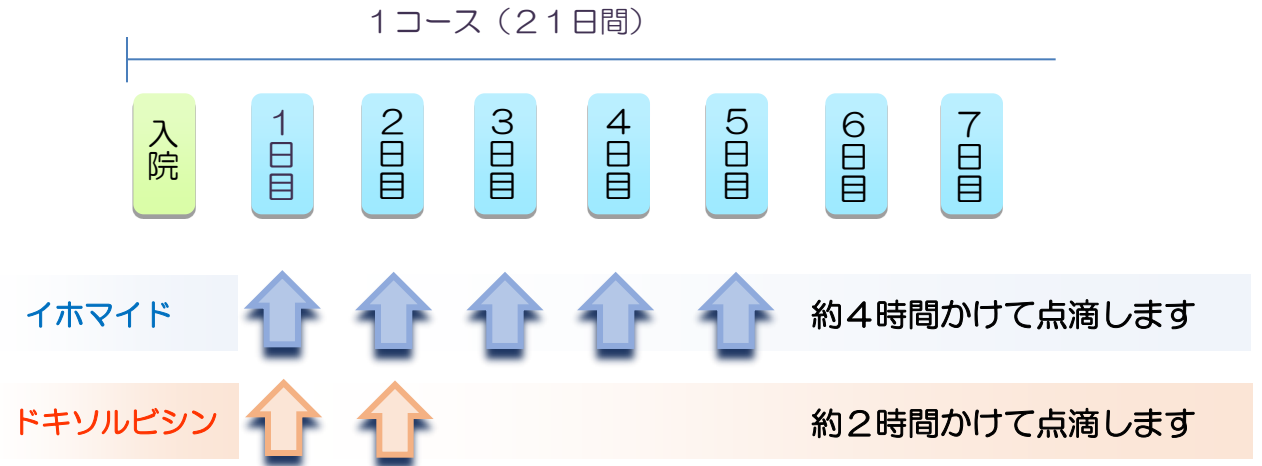 １コース（２１日間）
入院
１日目
２日目
３日目
４日目
５日目
６日目
７日目
イホマイド
約４時間かけて点滴します
ドキソルビシン
約２時間かけて点滴します